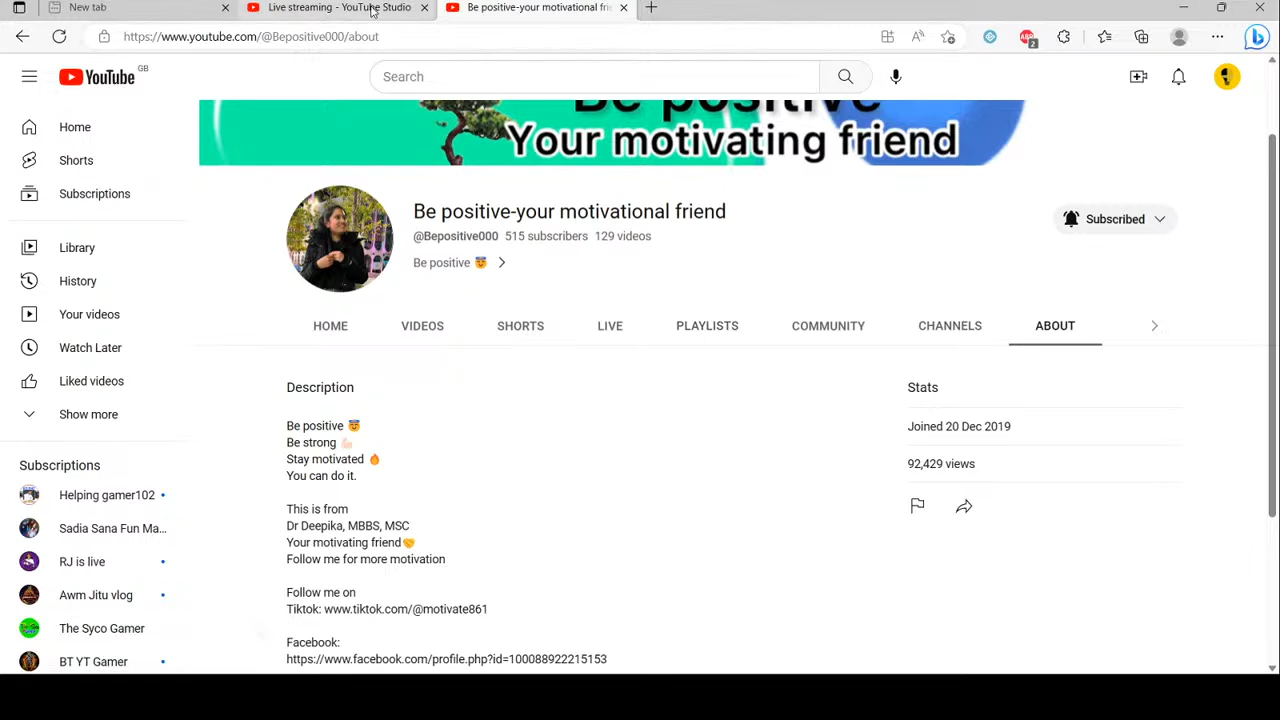 New tab
Live streaming - YouTube Studio
Be positive-your motivational frie
https://www.youtube.com/@Bepositive000/about
ABP
2
YouTube GB
Search
Be positive
Your motivating friend
Home
Shorts
Subscriptions
Library
History
Your videos
Watch Later
Liked videos
Show more
Subscriptions
Helping gamer102
Sadia Sana Fun Ma...
RJ is live
Awm Jitu vlog
The Syco Gamer
BT YT Gamer
Be positive-your motivational friend
@Bepositive000 515 subscribers 129 videos
Be positive 😇
Subscribed
HOME VIDEOS SHORTS LIVE PLAYLISTS COMMUNITY CHANNELS ABOUT
Description
Be positive 😇
Be strong 💪🏻
Stay motivated 🔥
You can do it.
This is from
Dr Deepika, MBBS, MSC
Your motivating friend🤝
Follow me for more motivation
Follow me on
Tiktok: www.tiktok.com/@motivate861
Facebook:
https://www.facebook.com/profile.php?id=100088922215153
Stats
Joined 20 Dec 2019
92,429 views